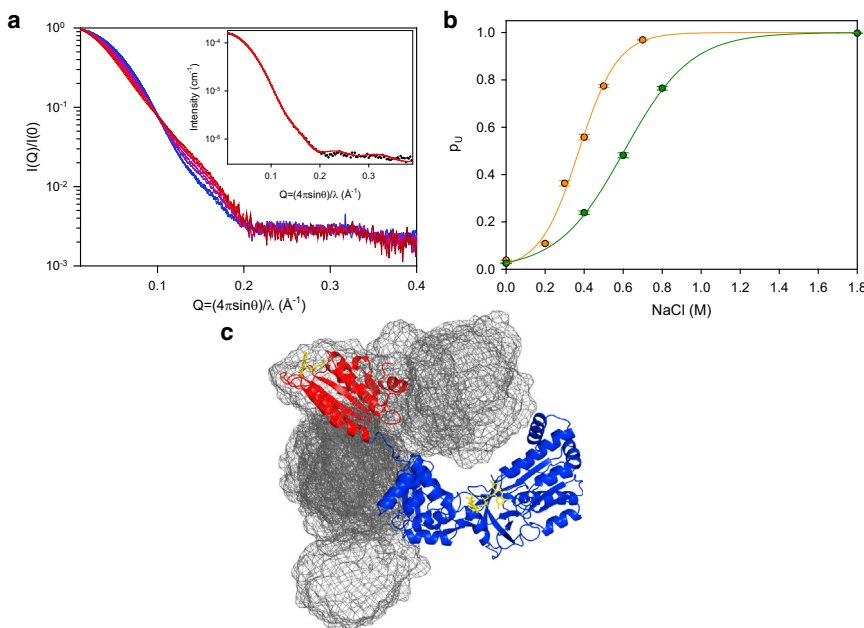 a
I(Q)/I(0)
10⁰
10⁻¹
10⁻²
10⁻³
0.1
0.2
0.3
0.4
Q=(4πsinθ)/λ (Å⁻¹)
Intensity (cm⁻¹)
10⁻⁴
10⁻⁵
10⁻⁶
0.1
0.2
0.3
Q=(4πsinθ)/λ (Å⁻¹)
b
pU
1.0
0.8
0.6
0.4
0.2
0.0
0.0 0.2 0.4 0.6 0.8 1.0 1.2 1.4 1.6 1.8
NaCl (M)
c